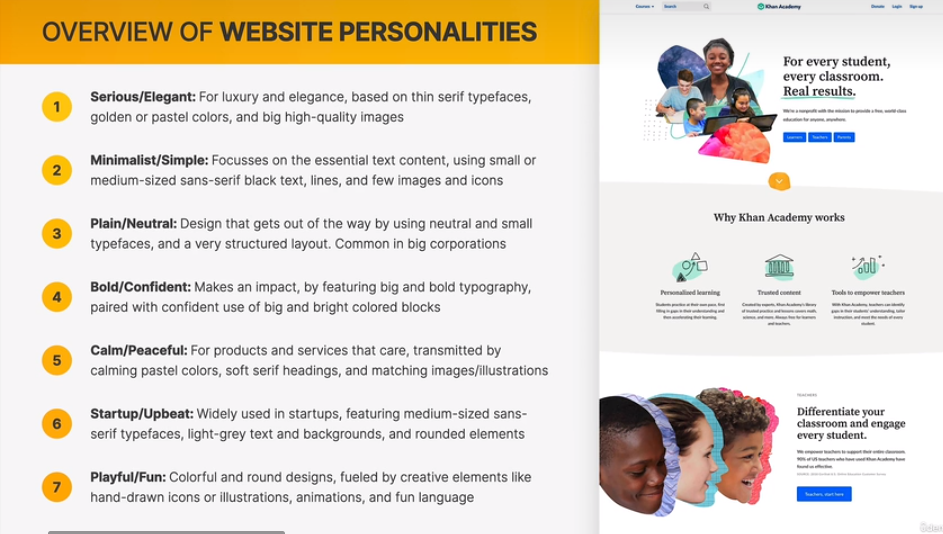 OVERVIEW OF WEBSITE PERSONALITIES
1
Serious/Elegant: For luxury and elegance, based on thin serif typefaces,
golden or pastel colors, and big high-quality images
2
Minimalist/Simple: Focusses on the essential text content, using small or
medium-sized sans-serif black text, lines, and few images and icons
3
Plain/Neutral: Design that gets out of the way by using neutral and small
typefaces, and a very structured layout. Common in big corporations
4
Bold/Confident: Makes an impact, by featuring big and bold typography,
paired with confident use of big and bright colored blocks
5
Calm/Peaceful: For products and services that care, transmitted by
calming pastel colors, soft serif headings, and matching images/illustrations
6
Startup/Upbeat: Widely used in startups, featuring medium-sized sans-
serif typefaces, light-grey text and backgrounds, and rounded elements
7
Playful/Fun: Colorful and round designs, fueled by creative elements like
hand-drawn icons or illustrations, animations, and fun language
Courses Search Khan Academy Donate Login Sign up
For every student,
every classroom.
Real results.
We're a nonprofit with the mission to provide a free, world-class
education for anyone, anywhere.
Learners Teachers Parents
Why Khan Academy works
Personalized learning
Students practice at their own pace, first
filling in gaps in their understanding and
then accelerating their learning.
Trusted content
Created by experts, Khan Academy's library
of trusted practice and lessons covers math,
science, and more. Always free for learners
and teachers.
Tools to empower teachers
With Khan Academy, teachers can identify
gaps in their students' understanding, tailor
instruction, and meet the needs of every
student.
TEACHERS
Differentiate your
classroom and engage
every student.
We empower teachers to support their entire classroom.
90% of US teachers who have used Khan Academy have
found us effective.
Teachers, start here